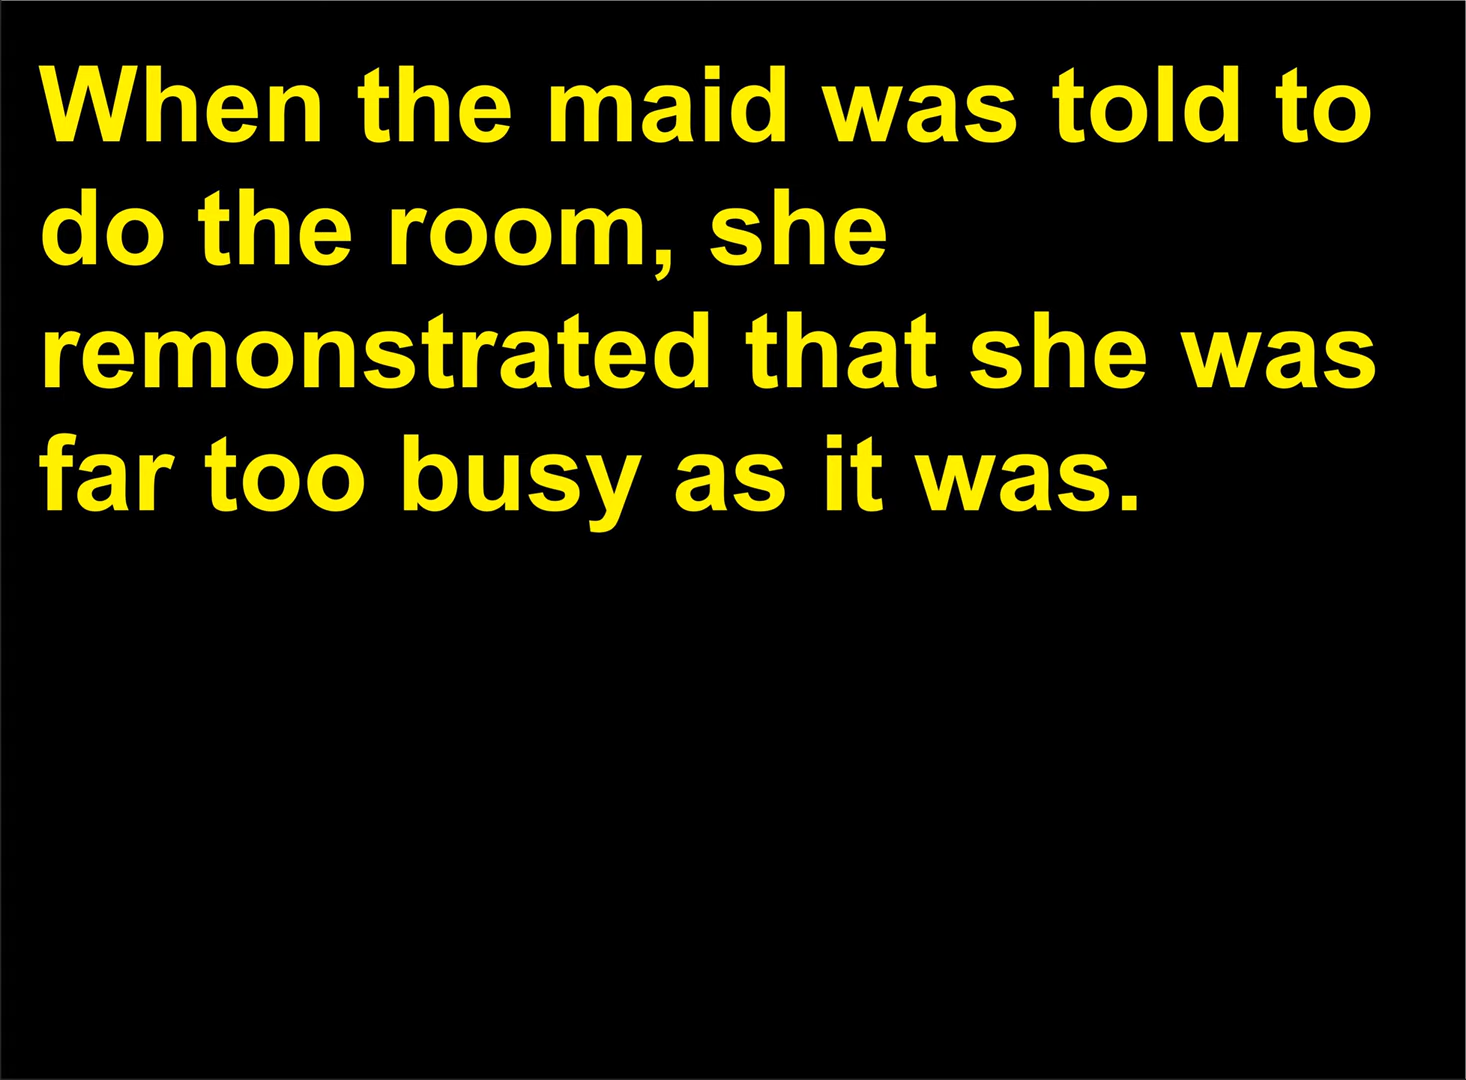 When the maid was told to
do the room, she
remonstrated that she was
far too busy as it was.